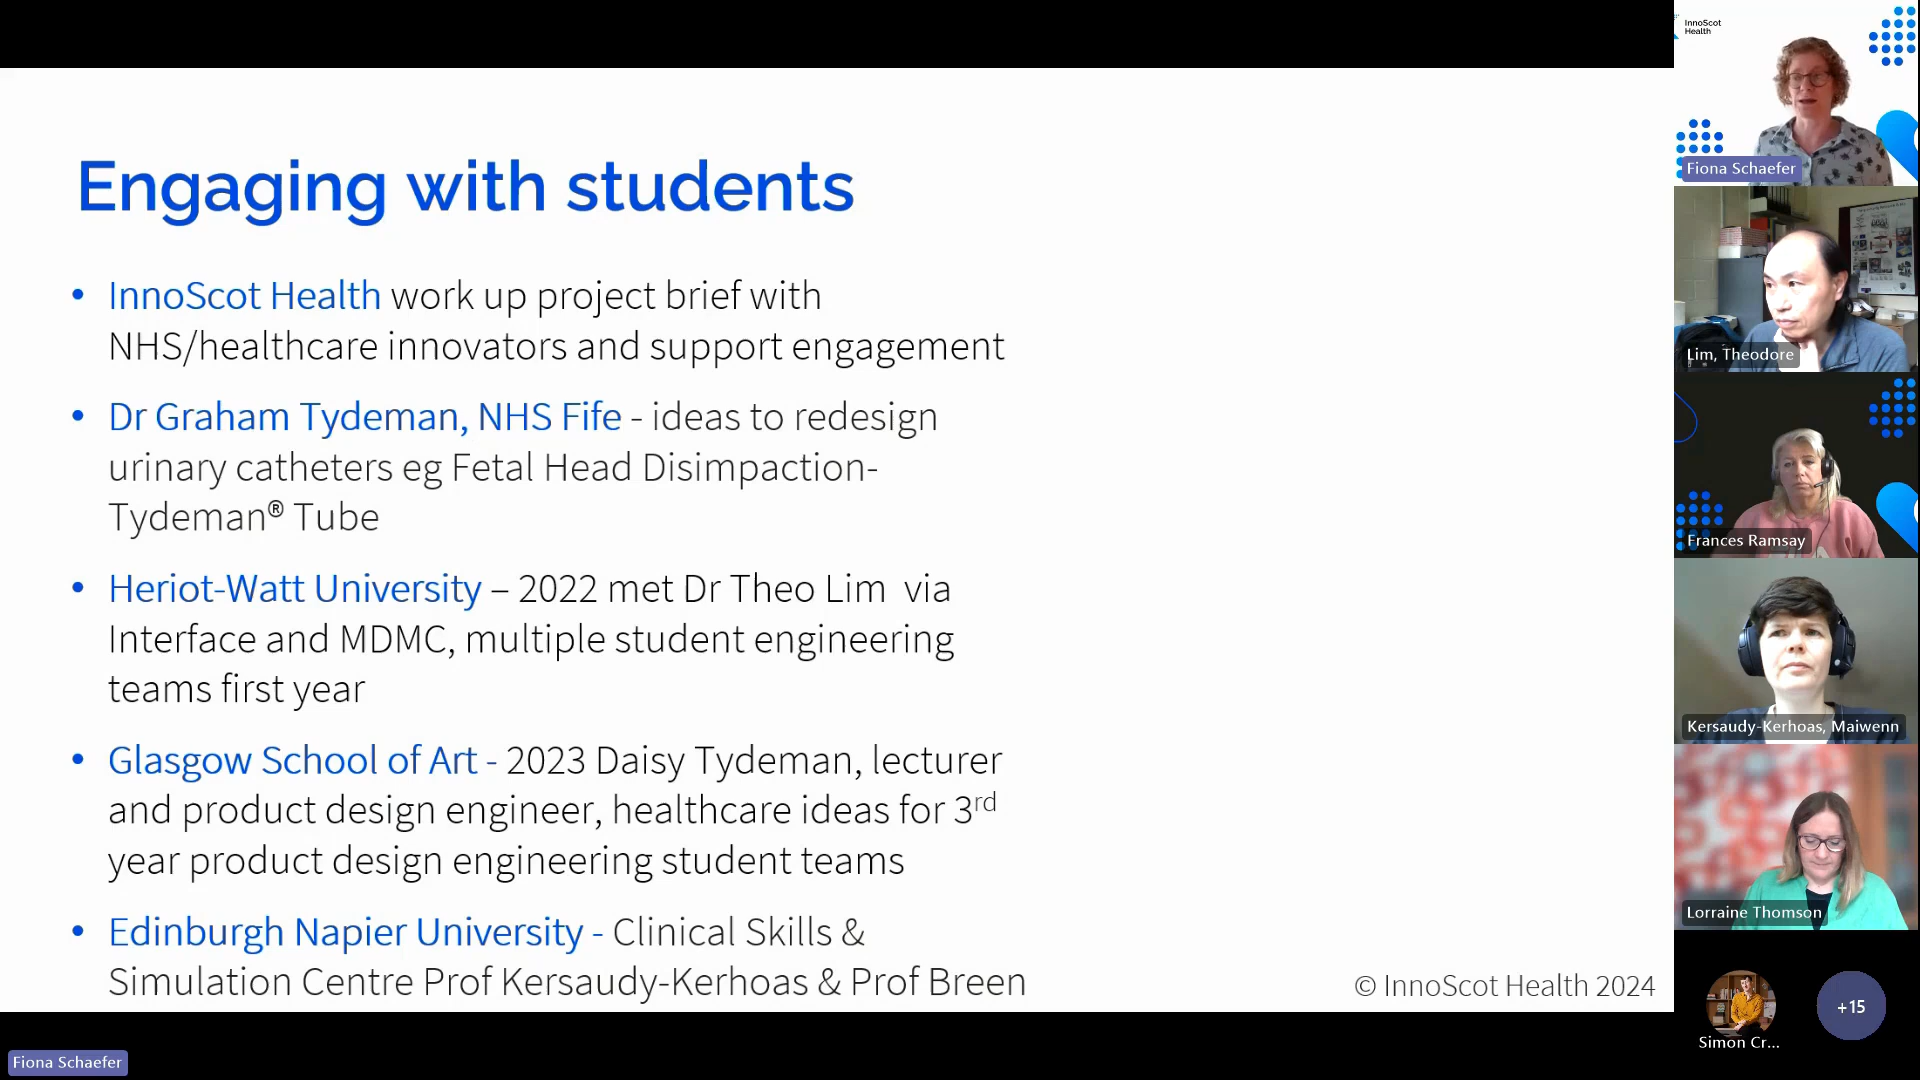 Engaging with students
• InnoScot Health work up project brief with
NHS/healthcare innovators and support engagement
• Dr Graham Tydeman, NHS Fife - ideas to redesign
urinary catheters eg Fetal Head Disimpaction-
Tydeman® Tube
• Heriot-Watt University – 2022 met Dr Theo Lim via
Interface and MDMC, multiple student engineering
teams first year
• Glasgow School of Art - 2023 Daisy Tydeman, lecturer
and product design engineer, healthcare ideas for 3rd
year product design engineering student teams
• Edinburgh Napier University - Clinical Skills &
Simulation Centre Prof Kersaudy-Kerhoas & Prof Breen
© InnoScot Health 2024
Fiona Schaefer
InnoScot
Health
Fiona Schaefer
Lim, Theodore
Frances Ramsay
Kersaudy-Kerhoas, Maiwenn
Lorraine Thomson
Simon Cr...
+15